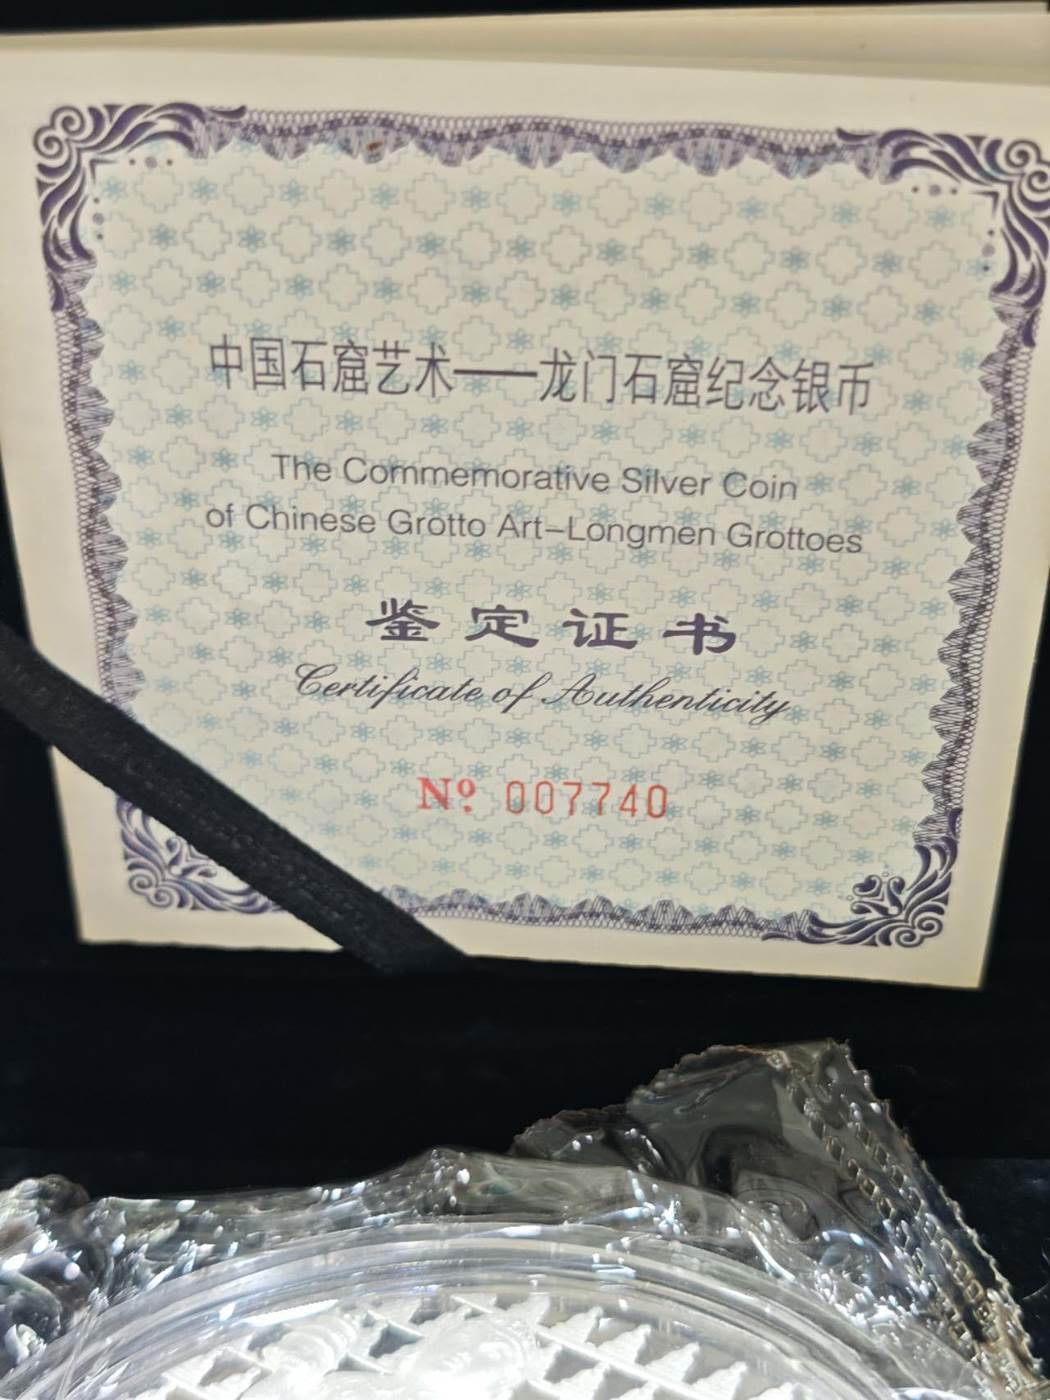 中国石窟艺术——龙门石窟纪念银币
The Commemorative Silver Coin
of Chinese Grotto Art–Longmen Grottoes
鉴定证书
Certificate of Authenticity
Nº 007740